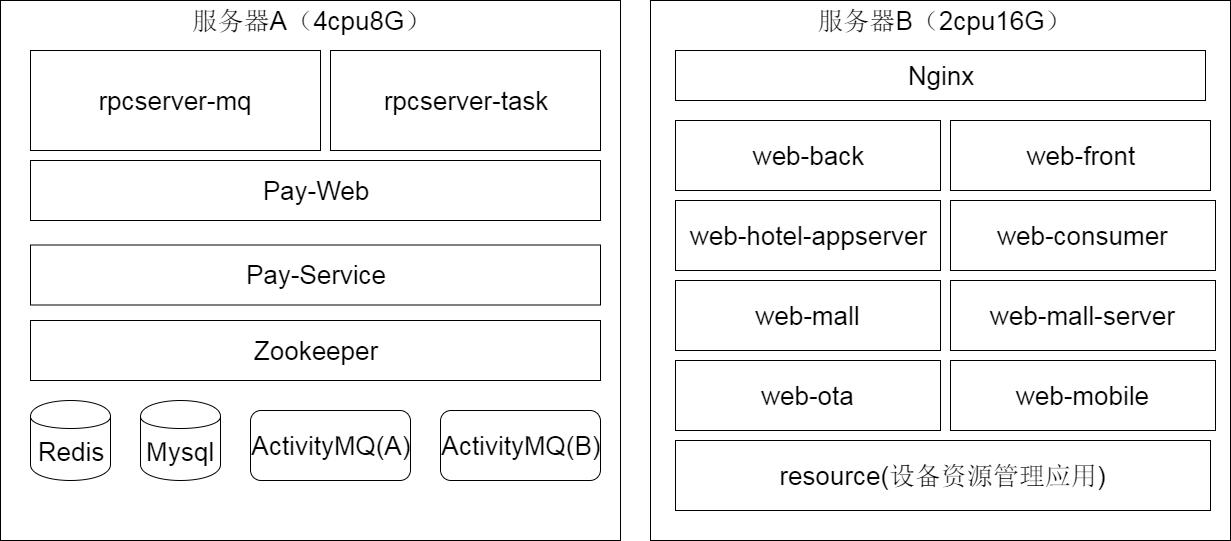 服务器A（4cpu8G）
rpcserver-mq
rpcserver-task
Pay-Web
Pay-Service
Zookeeper
Redis
Mysql
ActivityMQ(A)
ActivityMQ(B)
服务器B（2cpu16G）
Nginx
web-back
web-front
web-hotel-appserver
web-consumer
web-mall
web-mall-server
web-ota
web-mobile
resource(设备资源管理应用)